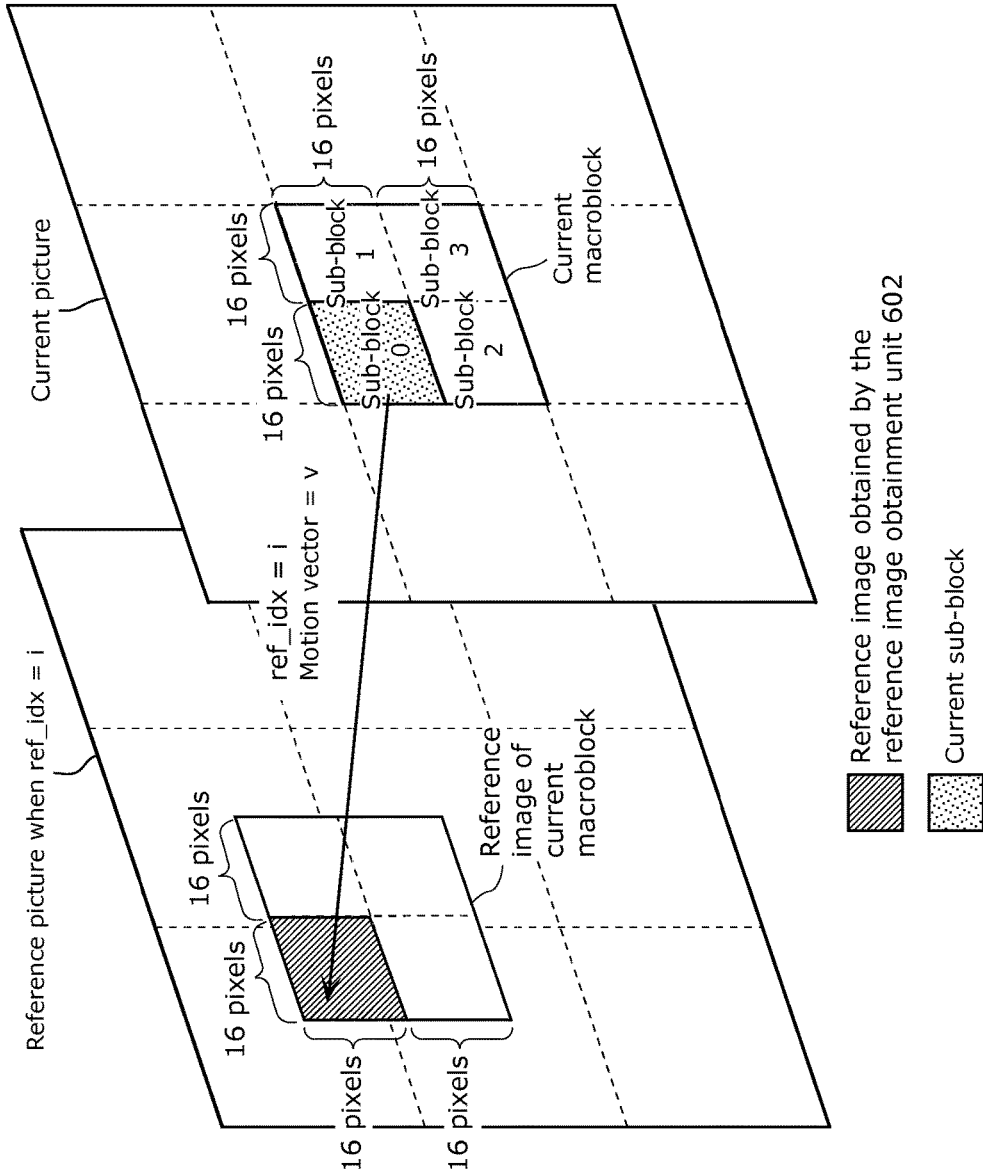 Reference picture when ref_idx = i
16 pixels
16 pixels
16 pixels
16 pixels
Reference
image of
current
macroblock
ref_idx = i
Motion vector = v
Current picture
16 pixels
16 pixels
16 pixels
16 pixels
Sub-block
0
Sub-block
1
Sub-block
2
Sub-block
3
Current
macroblock
Reference image obtained by the
reference image obtainment unit 602
Current sub-block